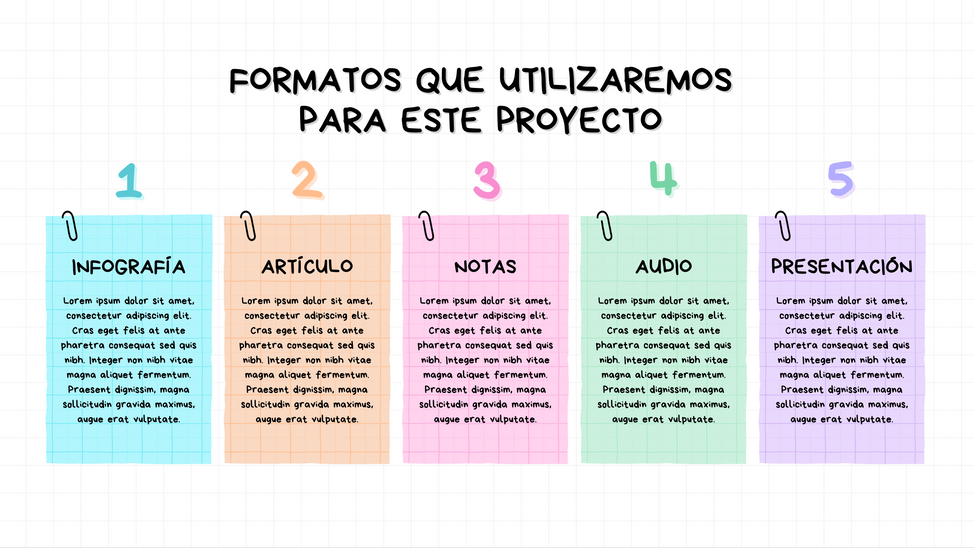 FORMATOS QUE UTILIZAREMOS
PARA ESTE PROYECTO
1
INFOGRAFÍA
Lorem ipsum dolor sit amet,
consectetur adipiscing elit.
Cras eget felis at ante
pharetra consequat sed quis
nibh. Integer non nibh vitae
magna aliquet fermentum.
Praesent dignissim, magna
sollicitudin gravida maximus,
augue erat vulputate.
2
ARTÍCULO
Lorem ipsum dolor sit amet,
consectetur adipiscing elit.
Cras eget felis at ante
pharetra consequat sed quis
nibh. Integer non nibh vitae
magna aliquet fermentum.
Praesent dignissim, magna
sollicitudin gravida maximus,
augue erat vulputate.
3
NOTAS
Lorem ipsum dolor sit amet,
consectetur adipiscing elit.
Cras eget felis at ante
pharetra consequat sed quis
nibh. Integer non nibh vitae
magna aliquet fermentum.
Praesent dignissim, magna
sollicitudin gravida maximus,
augue erat vulputate.
4
AUDIO
Lorem ipsum dolor sit amet,
consectetur adipiscing elit.
Cras eget felis at ante
pharetra consequat sed quis
nibh. Integer non nibh vitae
magna aliquet fermentum.
Praesent dignissim, magna
sollicitudin gravida maximus,
augue erat vulputate.
5
PRESENTACIÓN
Lorem ipsum dolor sit amet,
consectetur adipiscing elit.
Cras eget felis at ante
pharetra consequat sed quis
nibh. Integer non nibh vitae
magna aliquet fermentum.
Praesent dignissim, magna
sollicitudin gravida maximus,
augue erat vulputate.